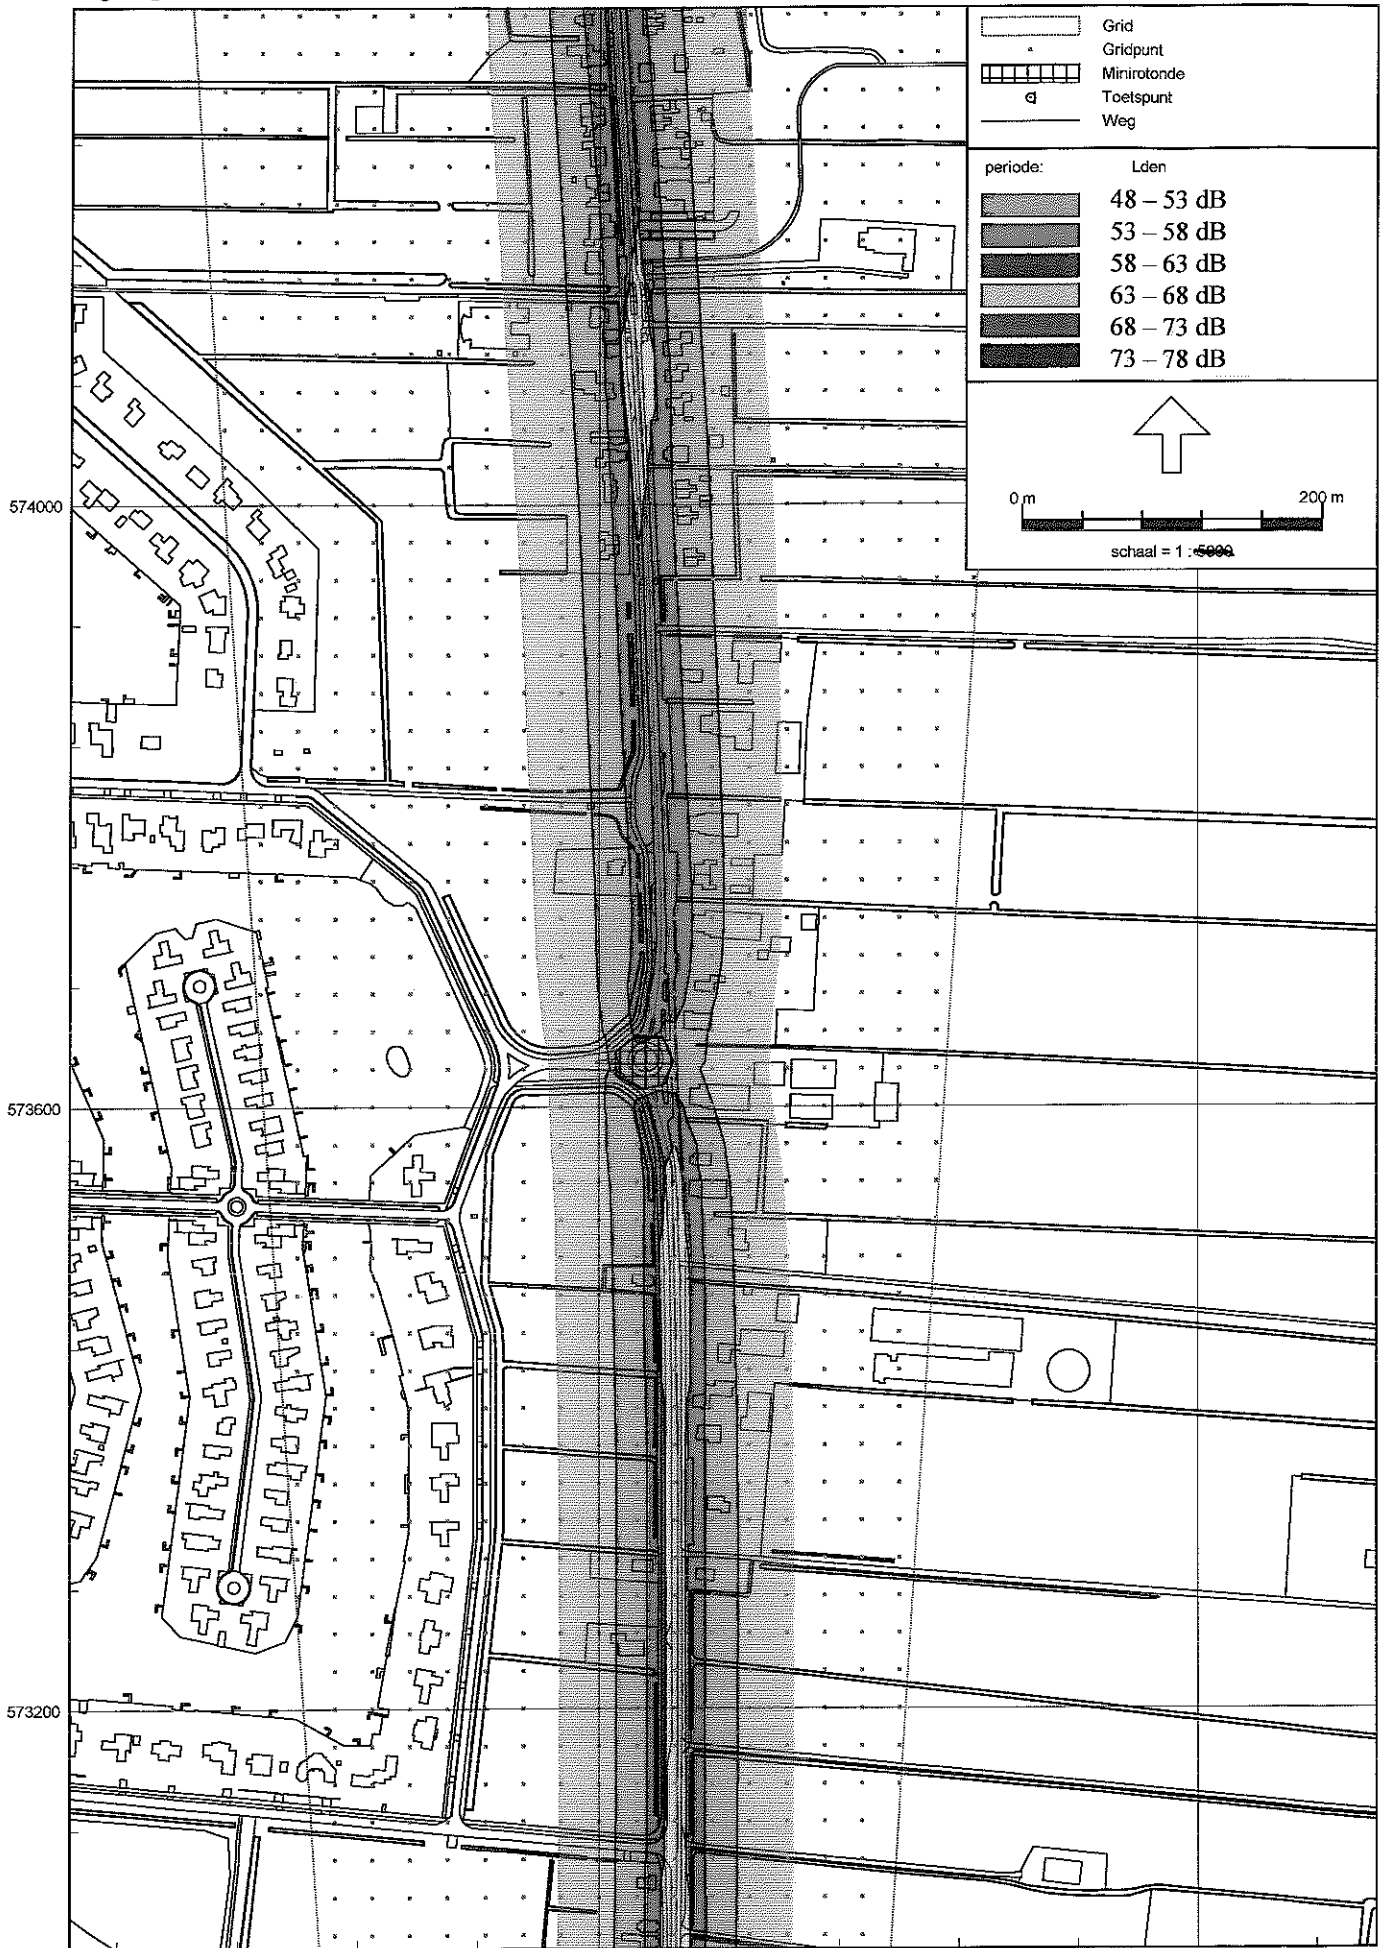 Grid
Gridpunt
Minirotonde
Toetspunt
Weg
periode: Lden
48 – 53 dB
53 – 58 dB
58 – 63 dB
63 – 68 dB
68 – 73 dB
73 – 78 dB
0 m 200 m
schaal = 1 : 5000
574000
573600
573200